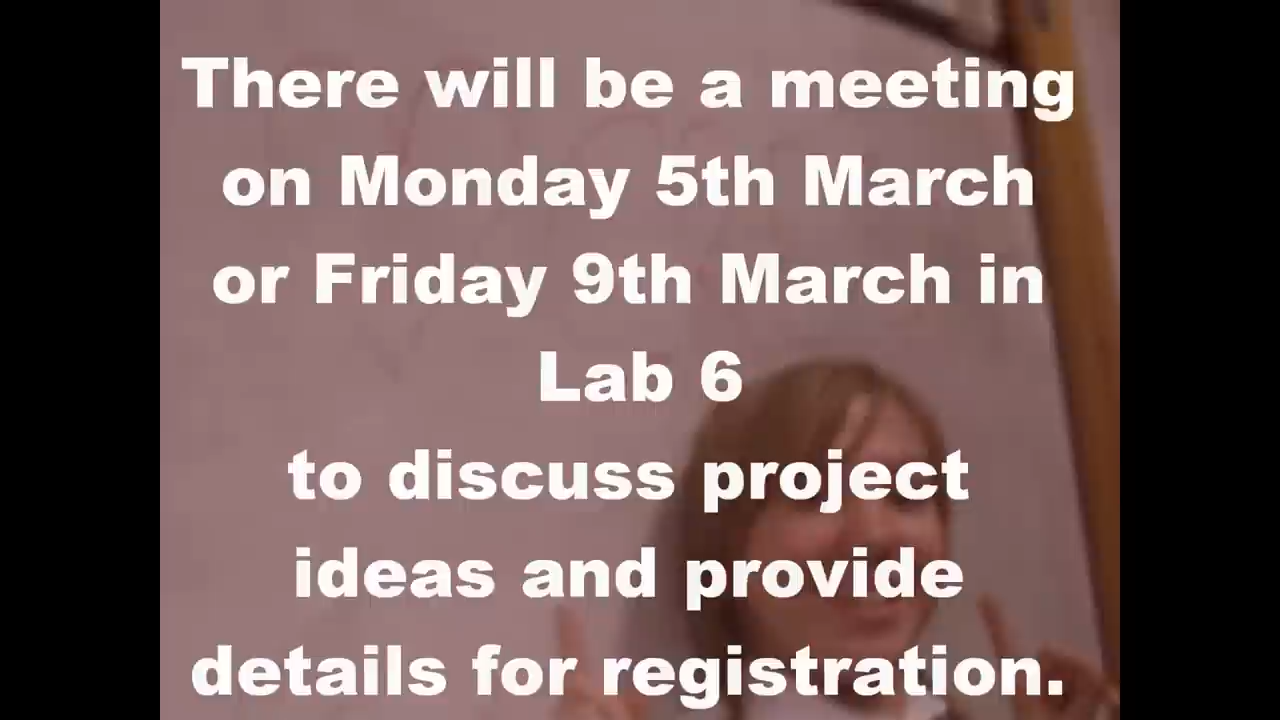 There will be a meeting
on Monday 5th March
or Friday 9th March in
Lab 6
to discuss project
ideas and provide
details for registration.